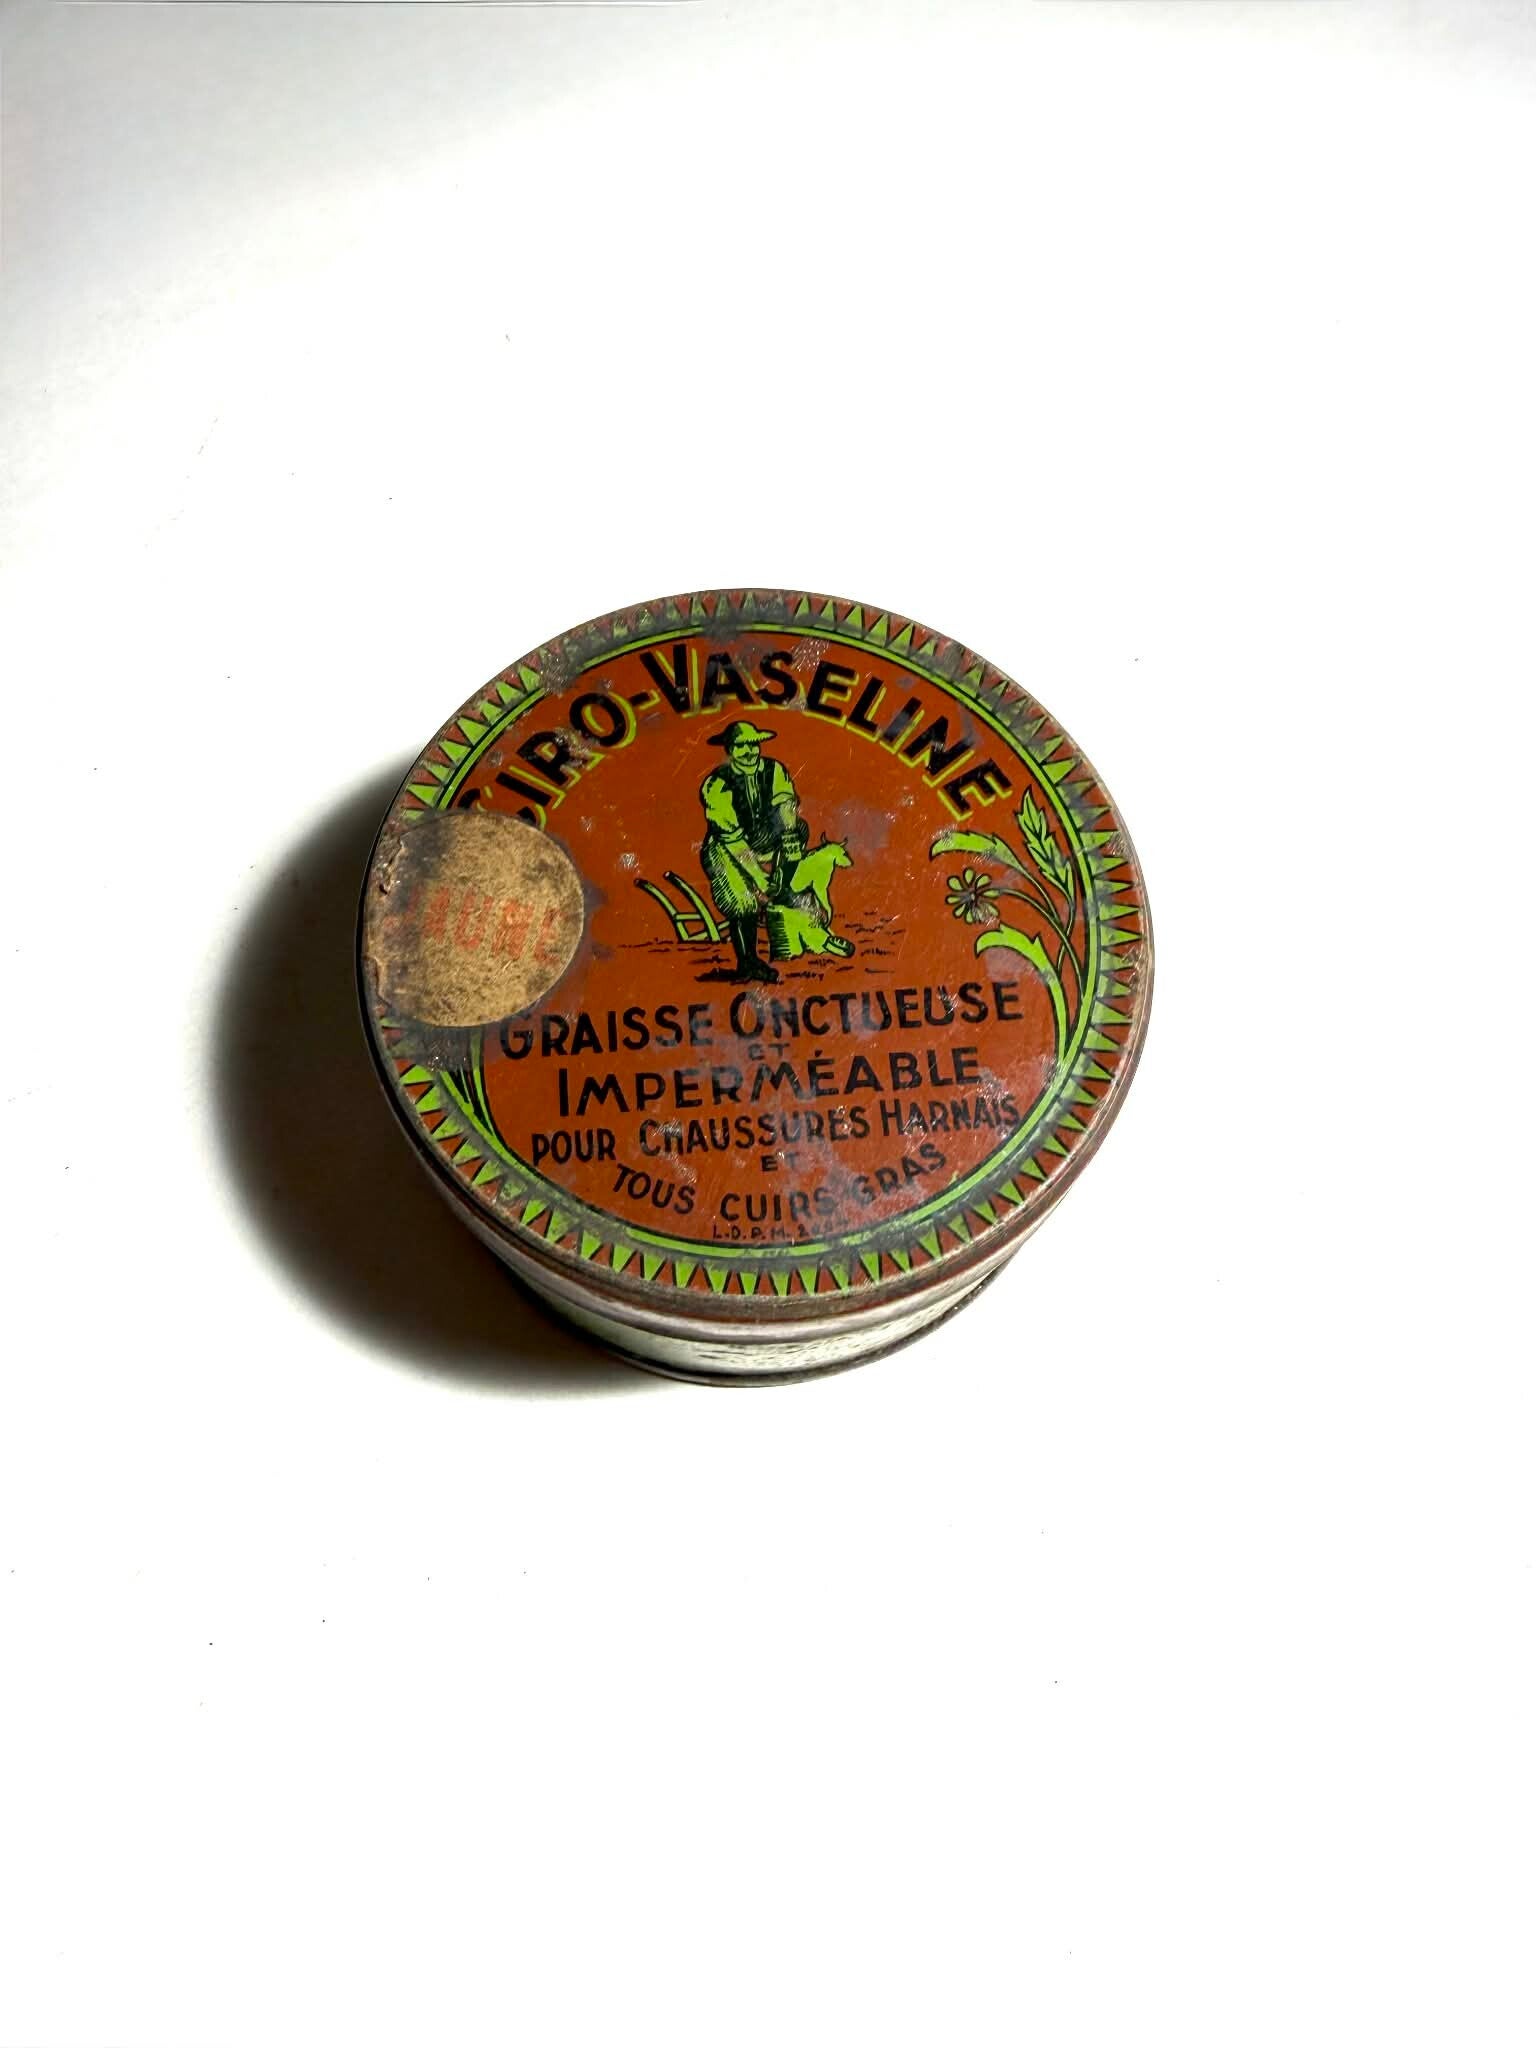 CIRO-VASELINE
JAUNE
GRAISSE ONCTUEUSE
ET
IMPERMÉABLE
POUR CHAUSSURES HARNAIS
ET
TOUS CUIRS GRAS
L.D.P.M.